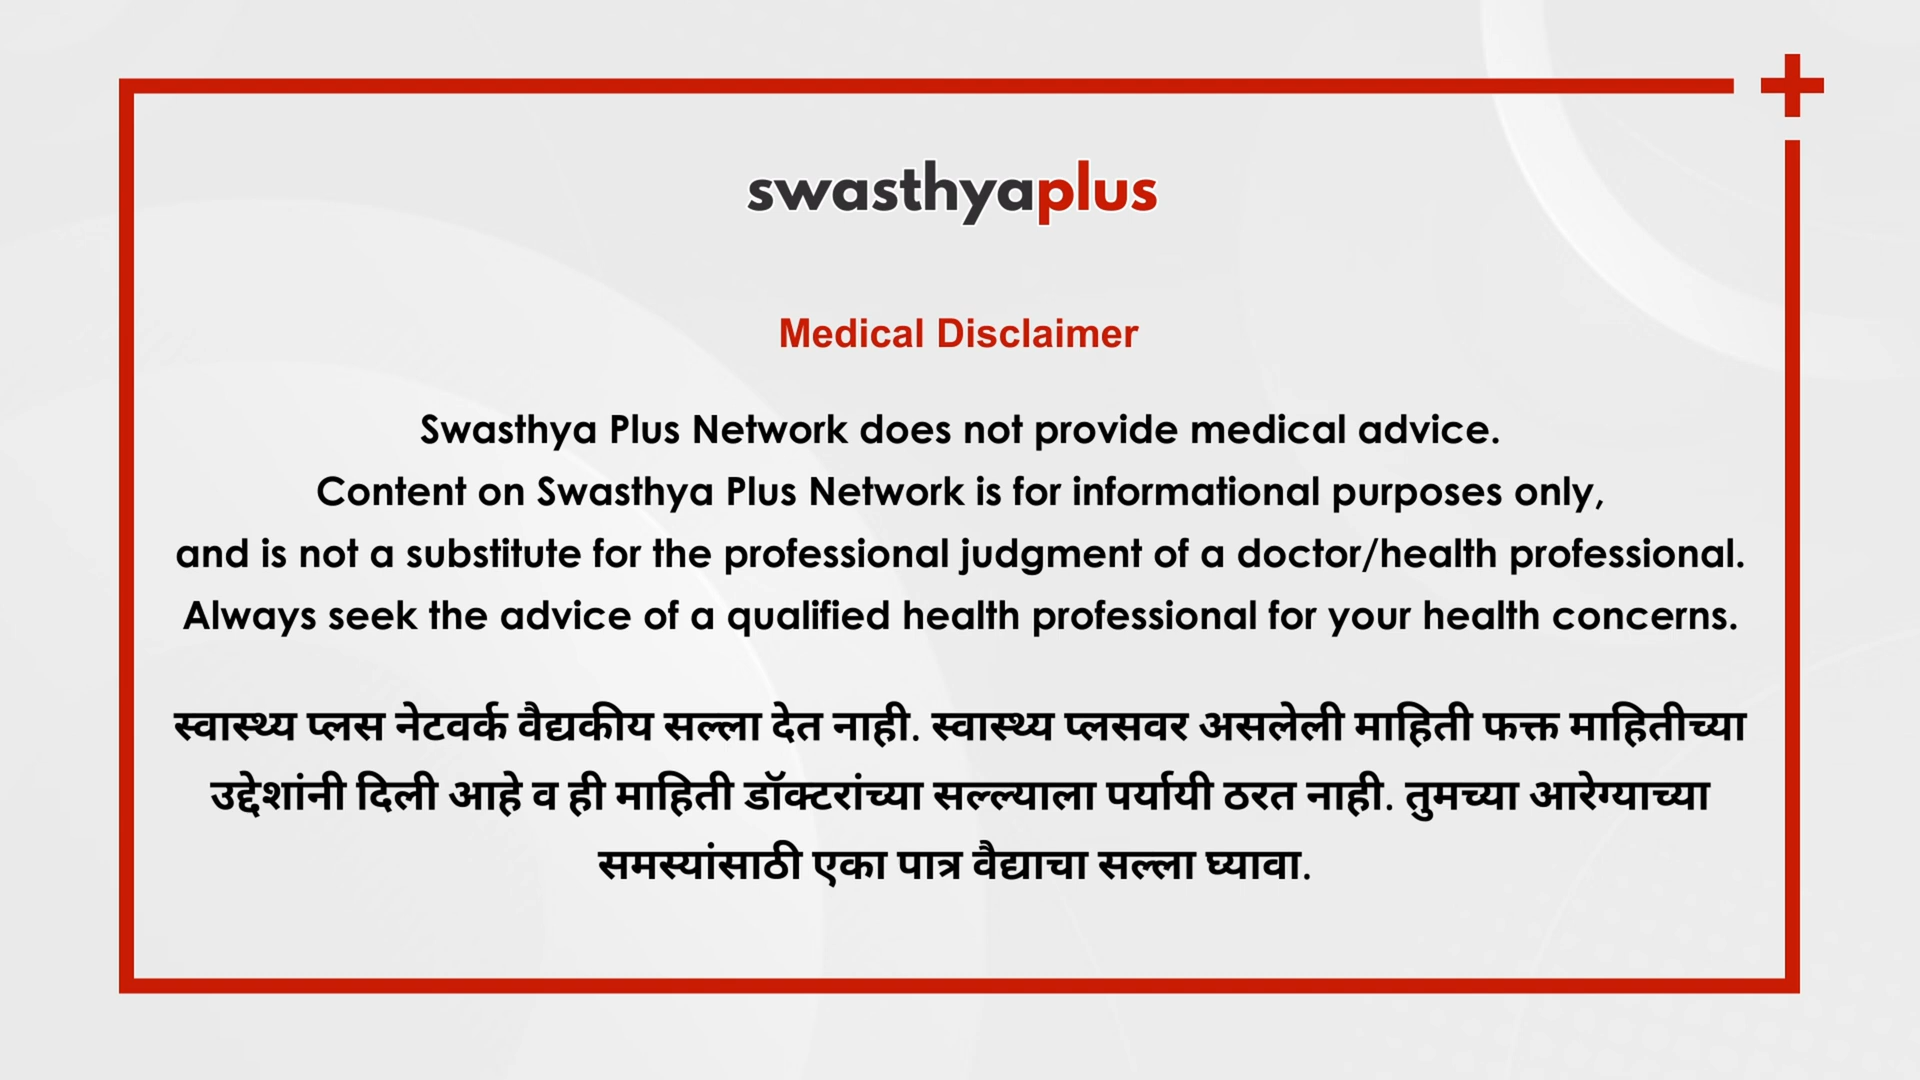 swasthyaplus
Medical Disclaimer
Swasthya Plus Network does not provide medical advice.
Content on Swasthya Plus Network is for informational purposes only,
and is not a substitute for the professional judgment of a doctor/health professional.
Always seek the advice of a qualified health professional for your health concerns.
स्वास्थ्य प्लस नेटवर्क वैद्यकीय सल्ला देत नाही. स्वास्थ्य प्लसवर असलेली माहिती फक्त माहितीच्या
उद्देशांनी दिली आहे व ही माहिती डॉक्टरांच्या सल्ल्याला पर्यायी ठरत नाही. तुमच्या आरेग्याच्या
समस्यांसाठी एका पात्र वैद्याचा सल्ला घ्यावा.